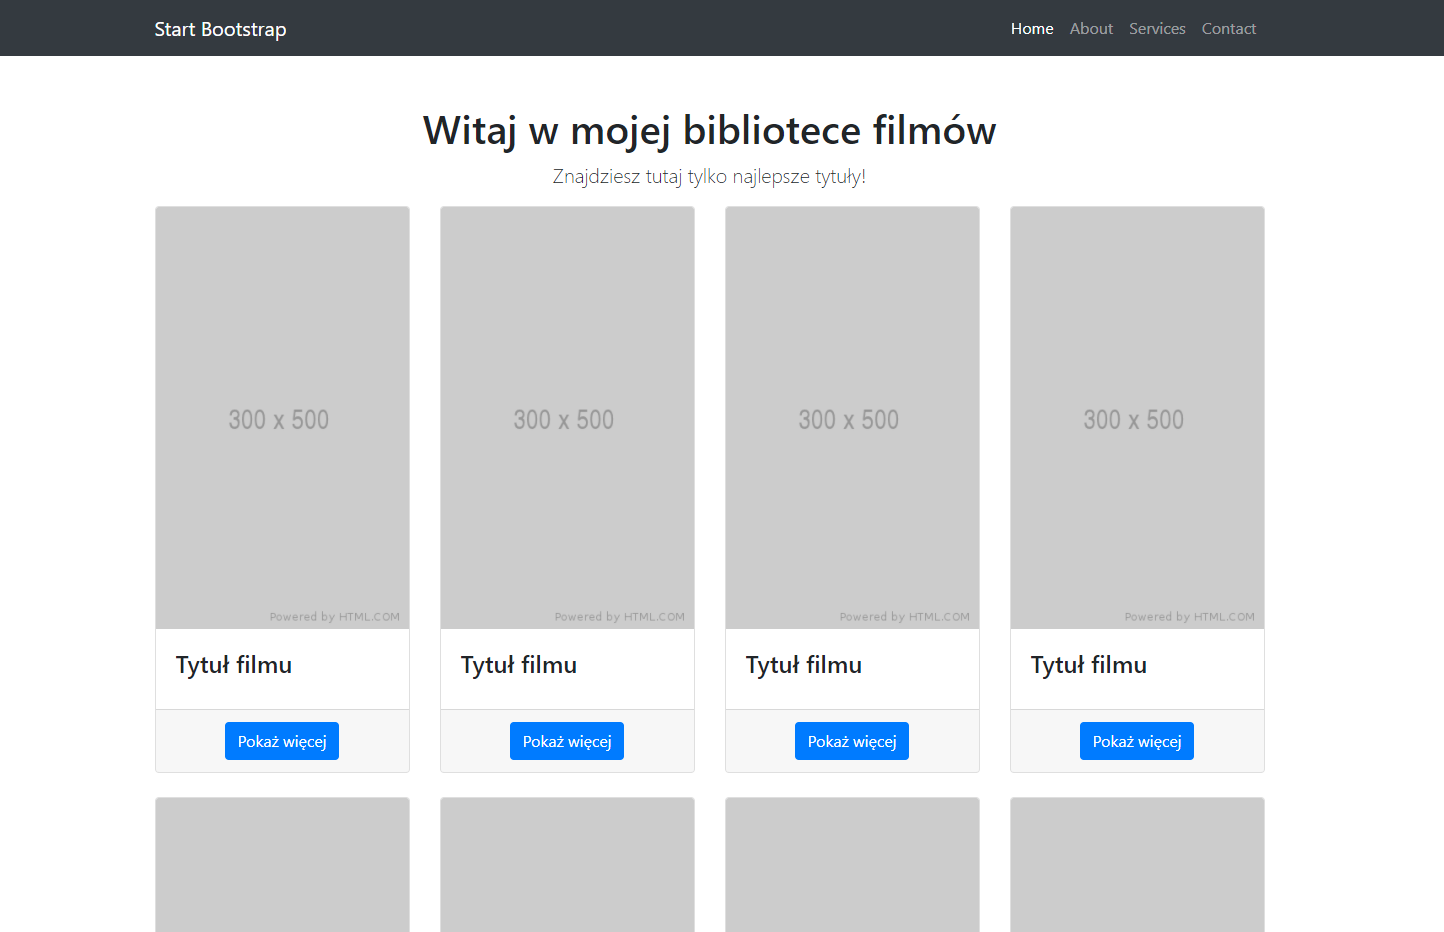 Start Bootstrap Home About Services Contact
Witaj w mojej bibliotece filmów
Znajdziesz tutaj tylko najlepsze tytuły!
300 x 500 300 x 500 300 x 500 300 x 500
Powered by HTML.COM Powered by HTML.COM Powered by HTML.COM Powered by HTML.COM
Tytuł filmu Tytuł filmu Tytuł filmu Tytuł filmu
Pokaż więcej Pokaż więcej Pokaż więcej Pokaż więcej